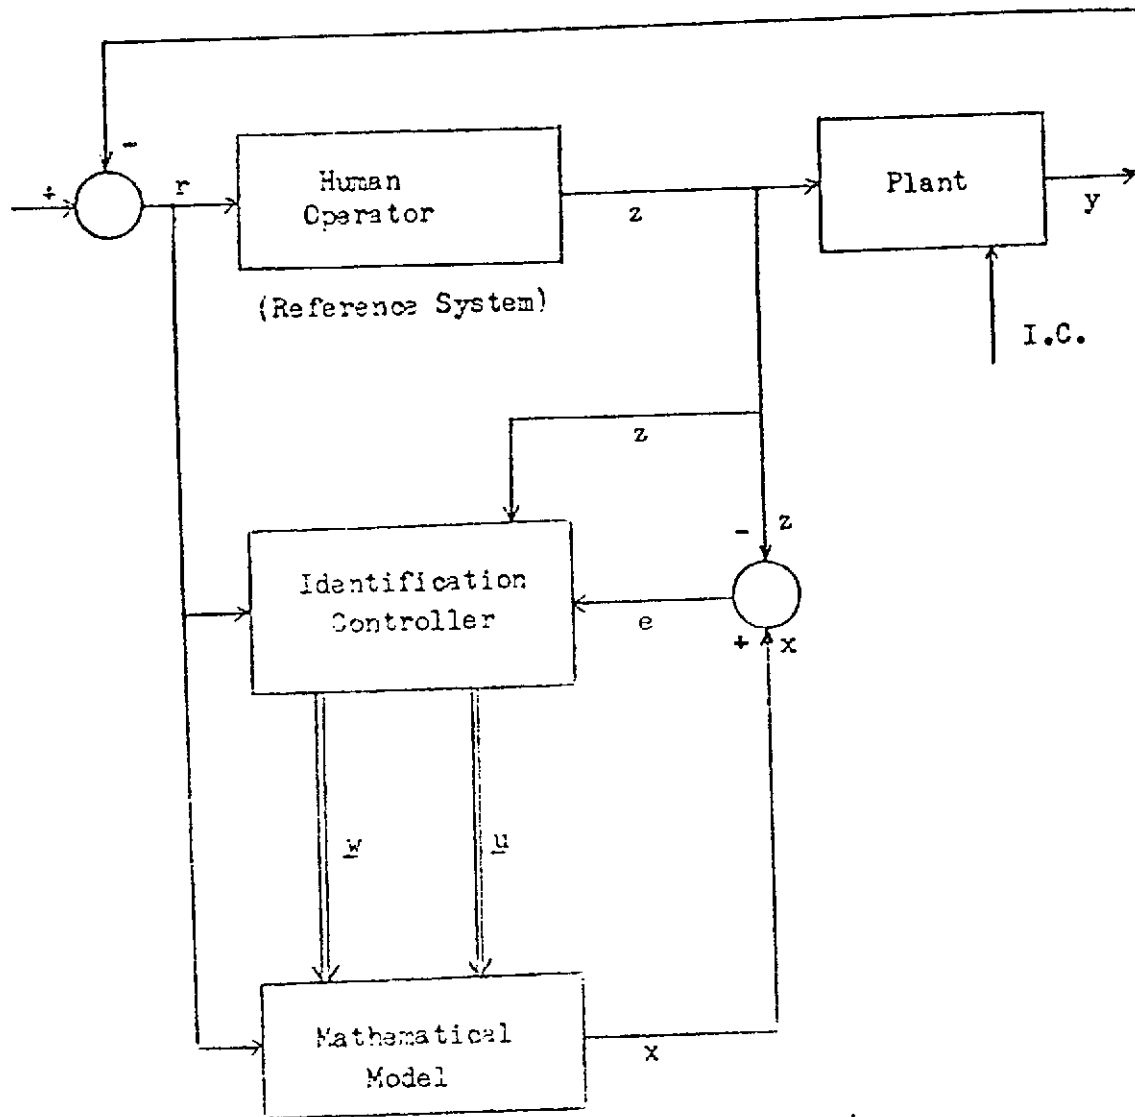 -
+
r
Human
Operator
z
Plant
y
(Reference System)
I.C.
z
- z
Identification
Controller
e
+ x
w
u
Mathematical
Model
x